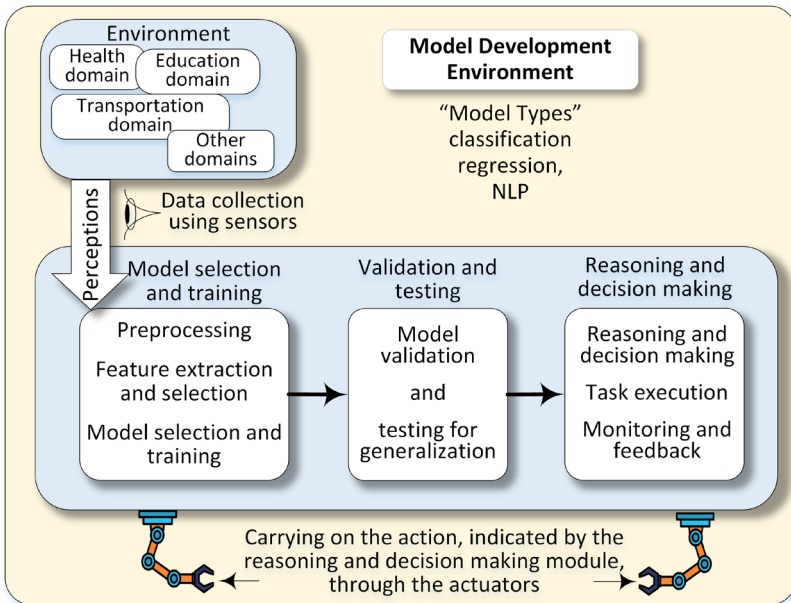 Environment
Health
domain
Education
domain
Transportation
domain
Other
domains
Model Development
Environment
“Model Types”
classification
regression,
NLP
Perceptions
Data collection
using sensors
Model selection
and training
Preprocessing
Feature extraction
and selection
Model selection and
training
Validation and
testing
Model
validation
and
testing for
generalization
Reasoning and
decision making
Reasoning and
decision making
Task execution
Monitoring and
feedback
Carrying on the action, indicated by the
reasoning and decision making module,
through the actuators